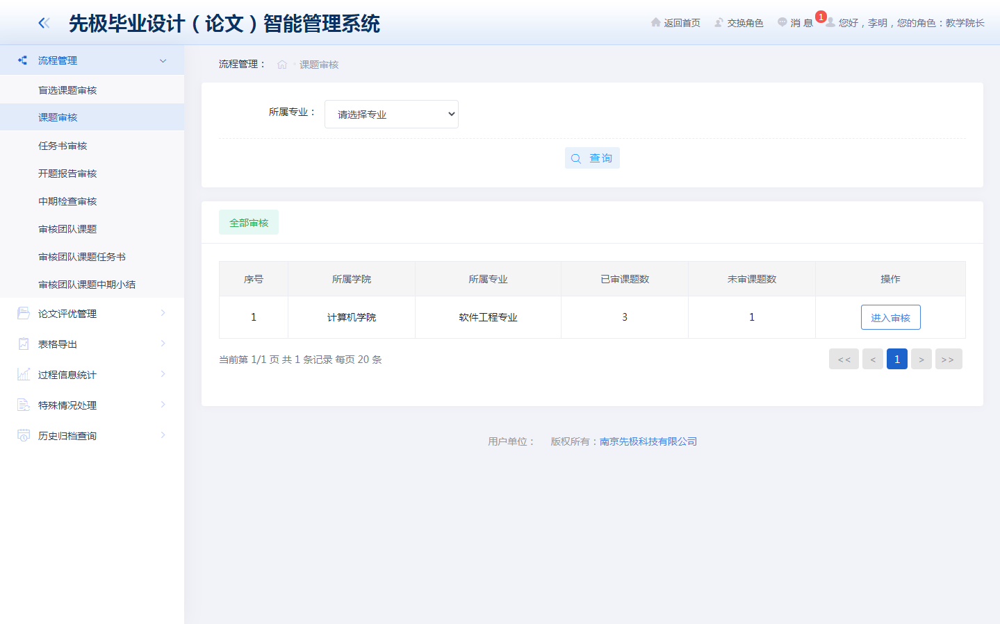 先极毕业设计（论文）智能管理系统
返回首页 交换角色 消 息 1 您好，李明，您的角色：教学院长
流程管理
盲选课题审核
课题审核
任务书审核
开题报告审核
中期检查审核
审核团队课题
审核团队课题任务书
审核团队课题中期小结
论文评优管理
表格导出
过程信息统计
特殊情况处理
历史归档查询
流程管理： 课题审核
所属专业： 请选择专业
查询
全部审核
序号 所属学院 所属专业 已审课题数 未审课题数 操作
1 计算机学院 软件工程专业 3 1 进入审核
当前第 1/1 页 共 1 条记录 每页 20 条 << < 1 > >>
用户单位： 版权所有：南京先极科技有限公司